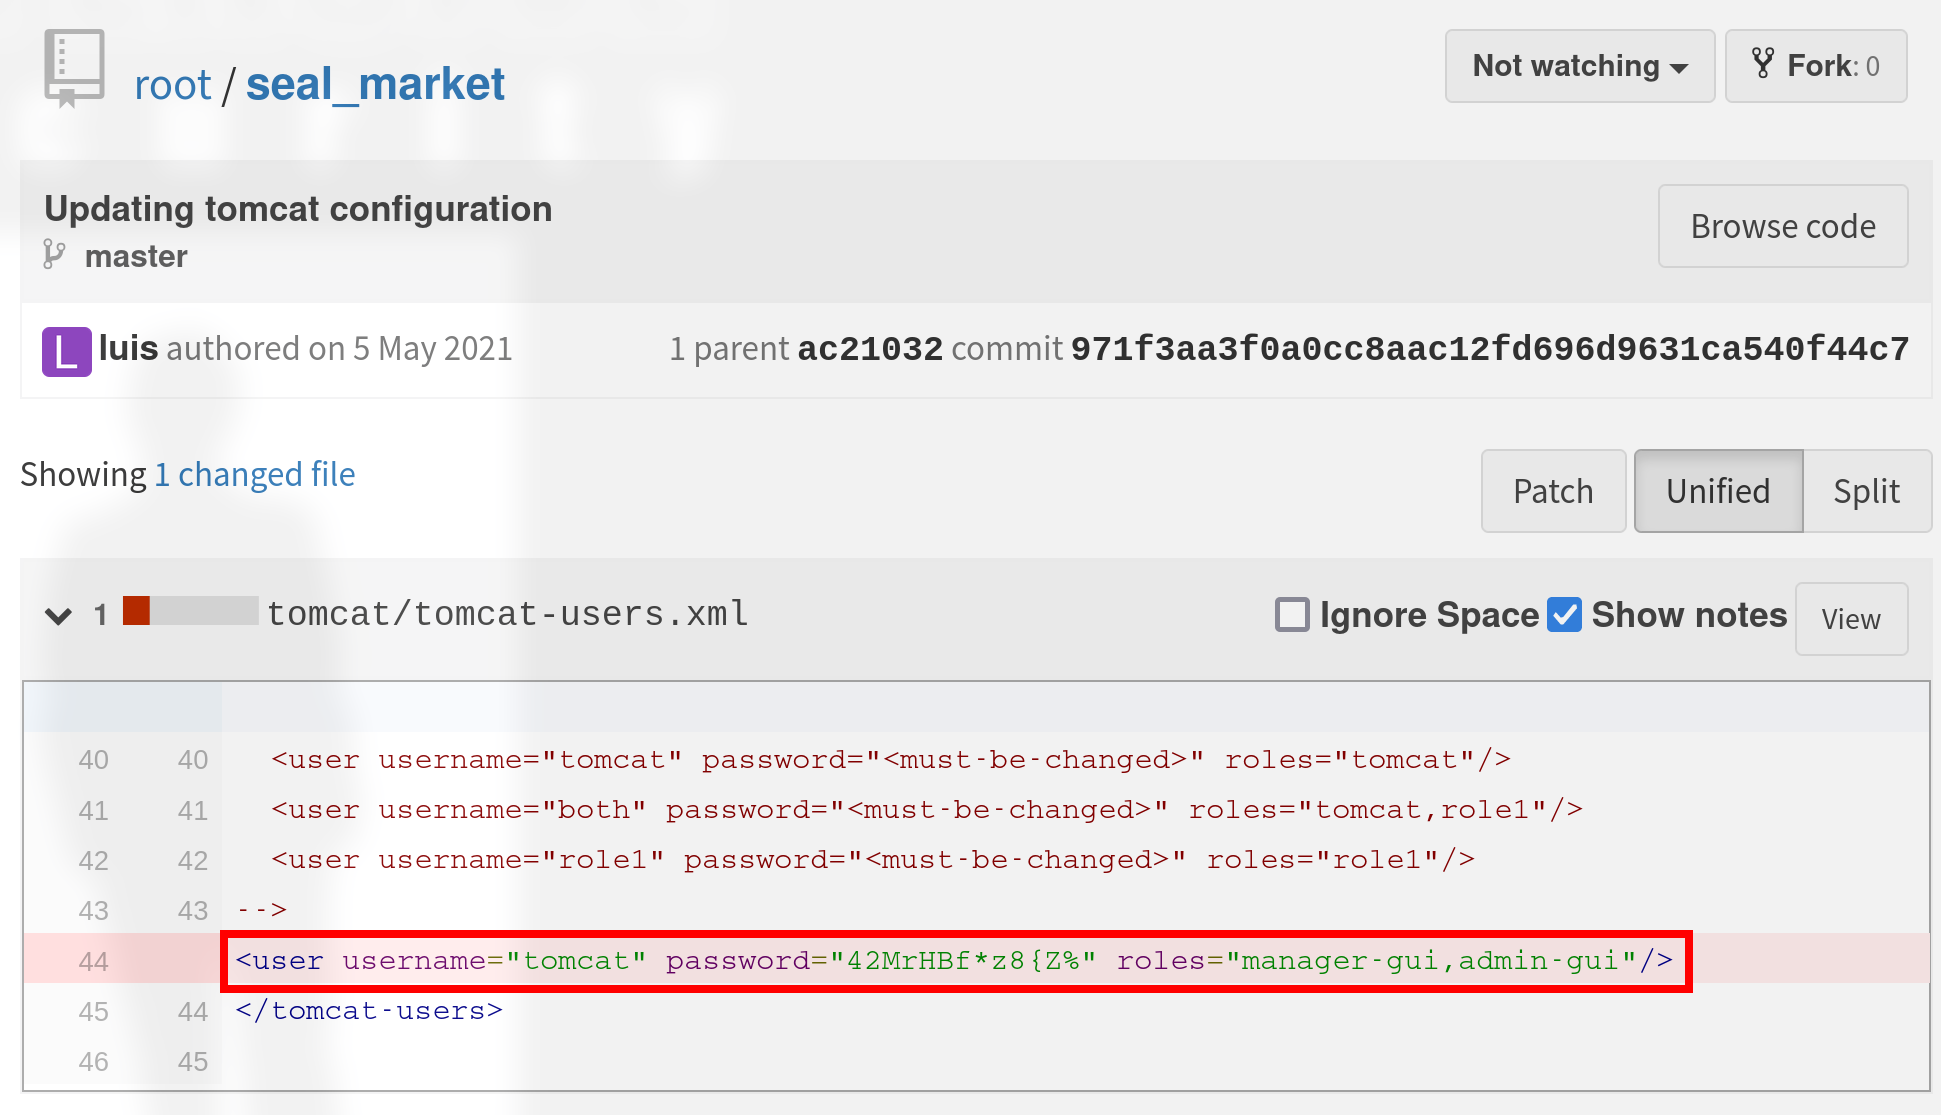 root / seal_market
Not watching
Fork: 0
Updating tomcat configuration
master
Browse code
L luis authored on 5 May 2021
1 parent ac21032 commit 971f3aa3f0a0cc8aac12fd696d9631ca540f44c7
Showing 1 changed file
Patch Unified Split
1 tomcat/tomcat-users.xml
Ignore Space Show notes View
40 40 <user username="tomcat" password="<must-be-changed>" roles="tomcat"/>
41 41 <user username="both" password="<must-be-changed>" roles="tomcat,role1"/>
42 42 <user username="role1" password="<must-be-changed>" roles="role1"/>
43 43 -->
44 <user username="tomcat" password="42MrHBf*z8{Z%" roles="manager-gui,admin-gui"/>
45 44 </tomcat-users>
46 45